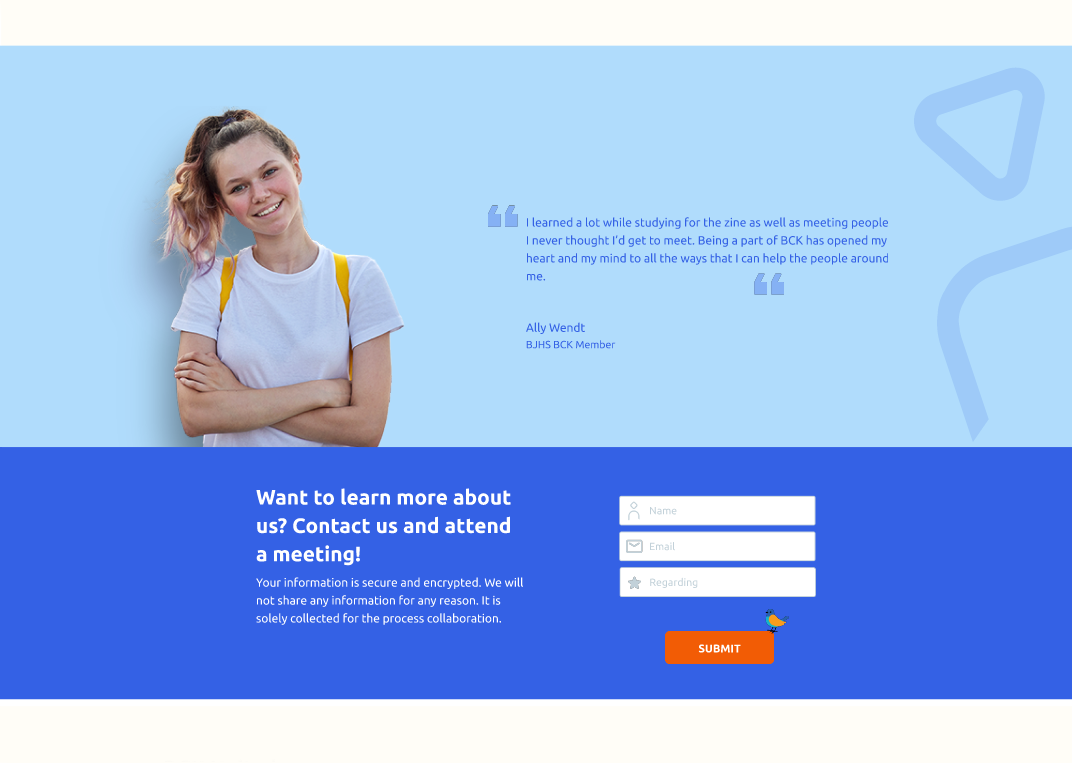 ❝
I learned a lot while studying for the zine as well as meeting people
I never thought I'd get to meet. Being a part of BCK has opened my
heart and my mind to all the ways that I can help the people around
me.
❝
Ally Wendt
BJHS BCK Member
Want to learn more about
us? Contact us and attend
a meeting!
Your information is secure and encrypted. We will
not share any information for any reason. It is
solely collected for the process collaboration.
Name
Email
Regarding
SUBMIT